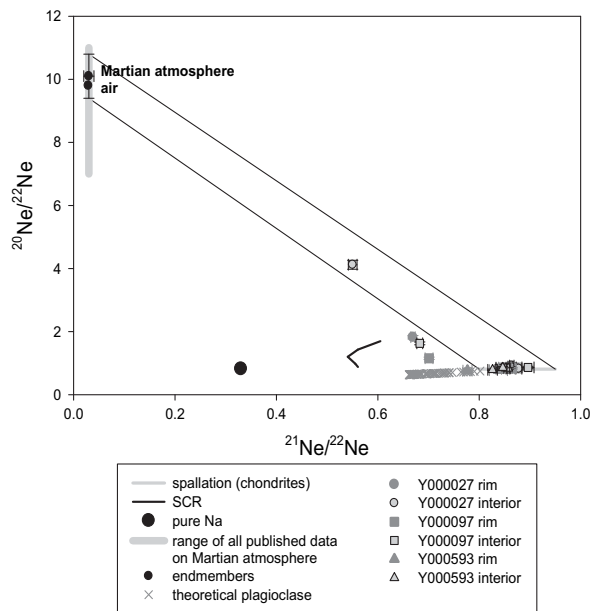 12
10
8
6
4
2
0
²⁰Ne/²²Ne
Martian atmosphere
air
0.0 0.2 0.4 0.6 0.8 1.0
²¹Ne/²²Ne
spallation (chondrites)
SCR
pure Na
range of all published data
on Martian atmosphere
endmembers
theoretical plagioclase
Y000027 rim
Y000027 interior
Y000097 rim
Y000097 interior
Y000593 rim
Y000593 interior